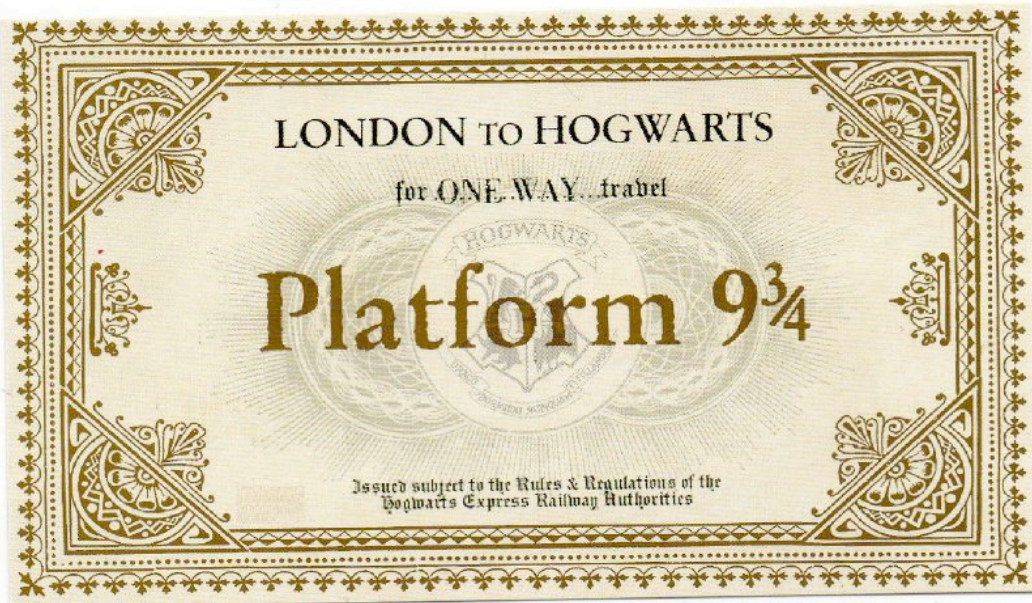 LONDON TO HOGWARTS
for ONE WAY...travel
HOGWARTS
Platform 9¾
Issued subject to the Rules & Regulations of the
Hogwarts Express Railway Authorities